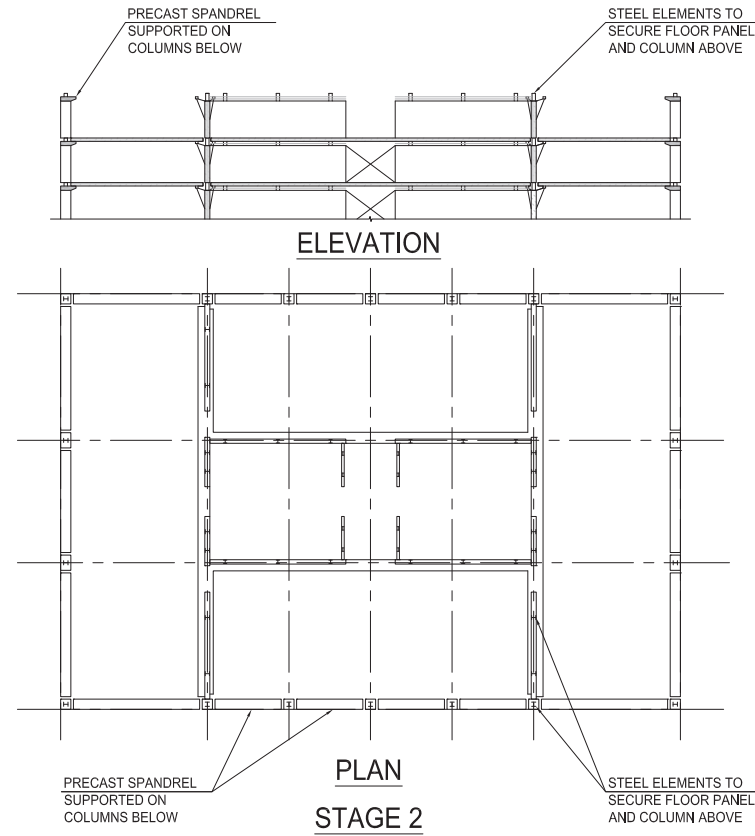 PRECAST SPANDREL
SUPPORTED ON
COLUMNS BELOW
STEEL ELEMENTS TO
SECURE FLOOR PANEL
AND COLUMN ABOVE
ELEVATION
PRECAST SPANDREL
SUPPORTED ON
COLUMNS BELOW
PLAN
STAGE 2
STEEL ELEMENTS TO
SECURE FLOOR PANEL
AND COLUMN ABOVE